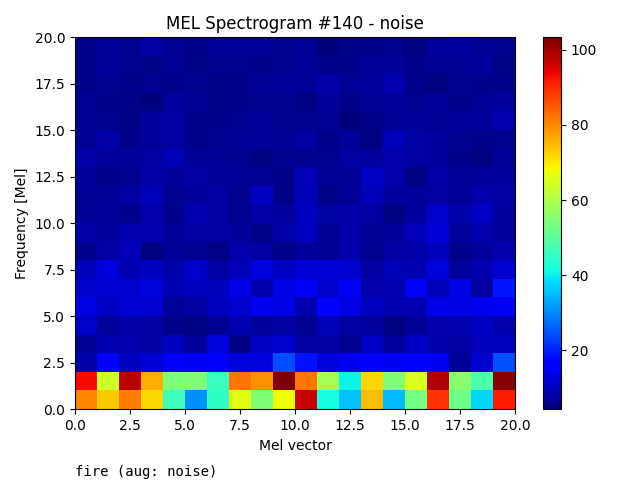 MEL Spectrogram #140 - noise
20.0
17.5
15.0
12.5
10.0
7.5
5.0
2.5
0.0
Frequency [Mel]
0.0 2.5 5.0 7.5 10.0 12.5 15.0 17.5 20.0
Mel vector
100
80
60
40
20
fire (aug: noise)